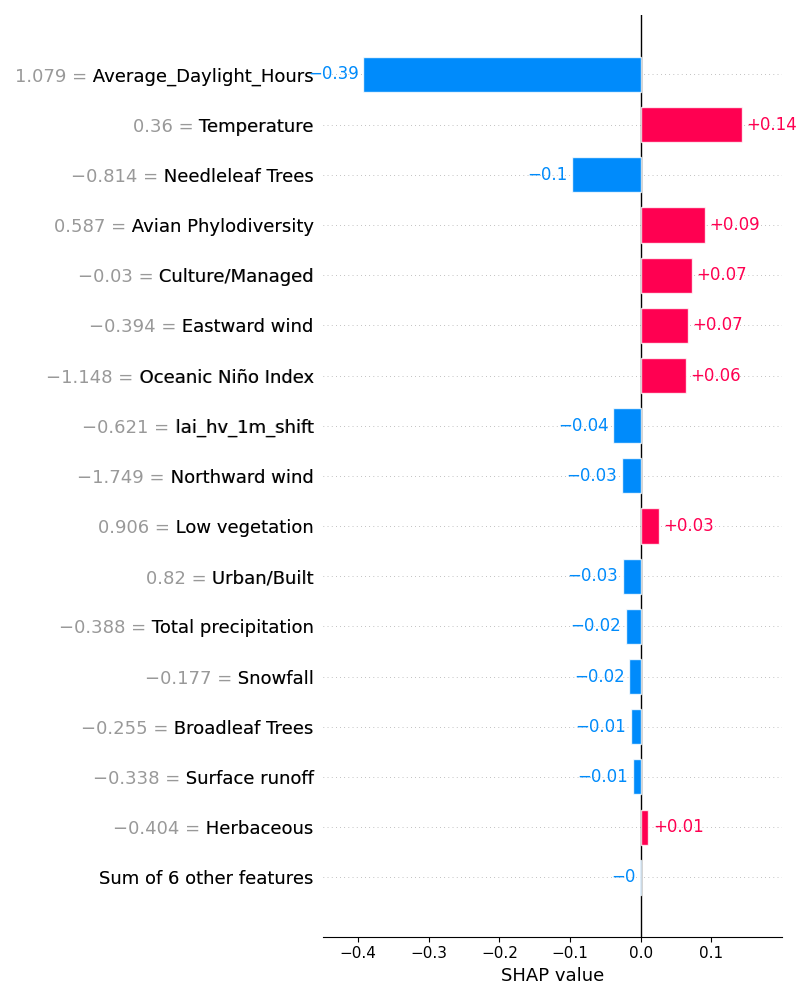 1.079 = Average_Daylight_Hours −0.39
0.36 = Temperature +0.14
−0.814 = Needleleaf Trees −0.1
0.587 = Avian Phylodiversity +0.09
−0.03 = Culture/Managed +0.07
−0.394 = Eastward wind +0.07
−1.148 = Oceanic Niño Index +0.06
−0.621 = lai_hv_1m_shift −0.04
−1.749 = Northward wind −0.03
0.906 = Low vegetation +0.03
0.82 = Urban/Built −0.03
−0.388 = Total precipitation −0.02
−0.177 = Snowfall −0.02
−0.255 = Broadleaf Trees −0.01
−0.338 = Surface runoff −0.01
−0.404 = Herbaceous +0.01
Sum of 6 other features −0
−0.4 −0.3 −0.2 −0.1 0.0 0.1
SHAP value